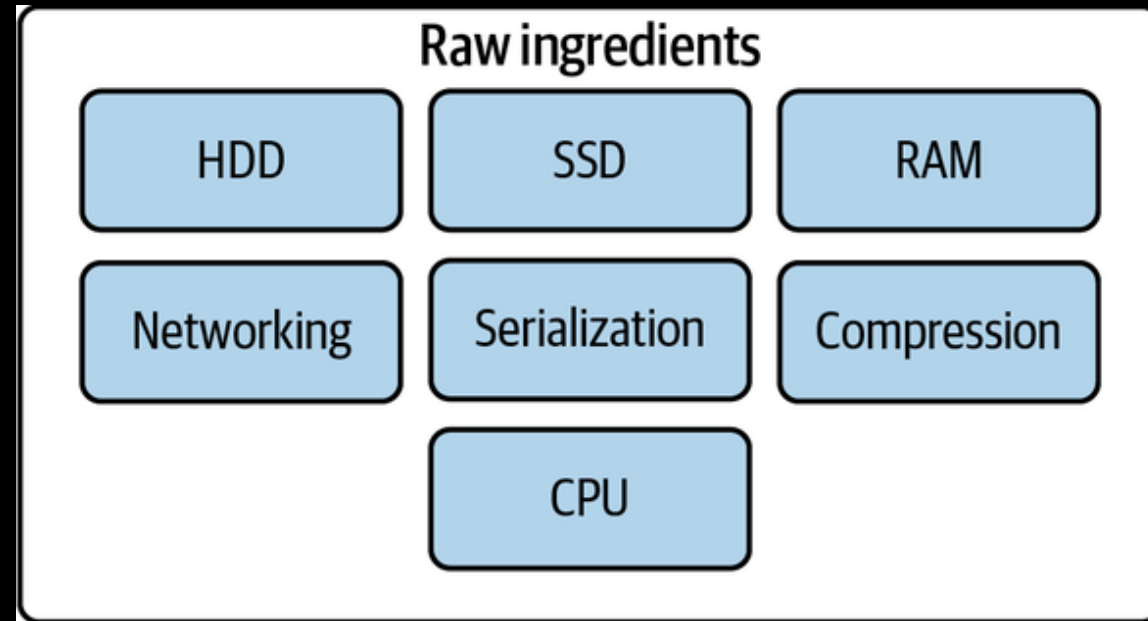 Raw ingredients
HDD
SSD
RAM
Networking
Serialization
Compression
CPU